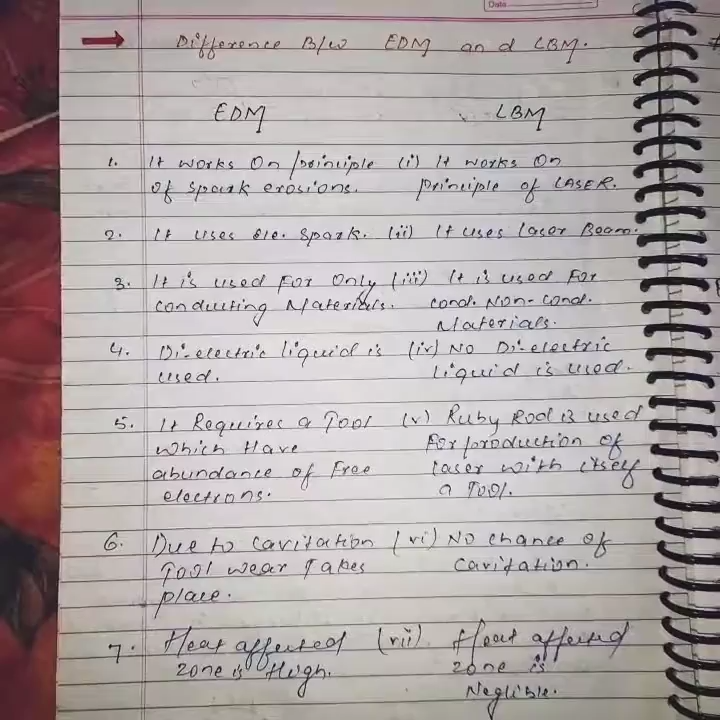 Date
Difference B/w EDM and LBM.
EDM LBM
1. It works On principle (i) It works On
of spark erosions. principle of LASER.
2. It uses ele. spark. (ii) It uses laser Beam.
3. It is used For Only (iii) It is used For
conducting Materials. cond. Non-cond.
Materials.
4. Di-electric liquid is (iv) No Di-electric
used. liquid is used.
5. It Requires a Tool (v) Ruby Rod is used
which Have For production of
abundance of Free laser with itself
electrons. a Tool.
6. Due to cavitation (vi) No chance of
Tool wear Takes cavitation.
place.
7. Heat affected (vii) Heat affected
zone is High. zone is
Neglible.